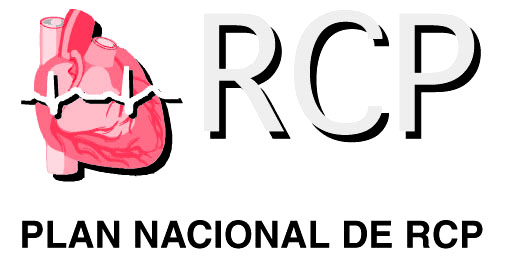 RCP
PLAN NACIONAL DE RCP